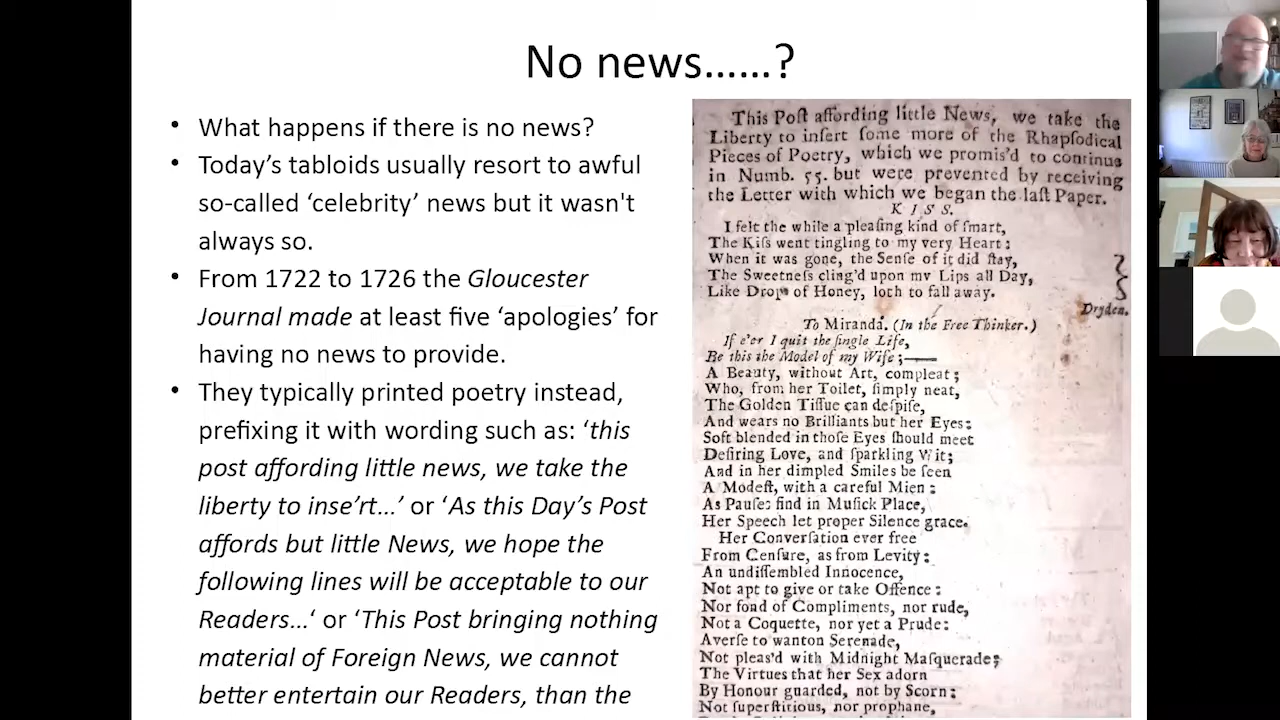 No news......?
• What happens if there is no news?
• Today's tabloids usually resort to awful
so-called 'celebrity' news but it wasn't
always so.
• From 1722 to 1726 the Gloucester
Journal made at least five 'apologies' for
having no news to provide.
• They typically printed poetry instead,
prefixing it with wording such as: 'this
post affording little news, we take the
liberty to inse'rt...' or 'As this Day's Post
affords but little News, we hope the
following lines will be acceptable to our
Readers...' or 'This Post bringing nothing
material of Foreign News, we cannot
better entertain our Readers, than the
This Poſt affording little News, we take the
Liberty to inſert ſome more of the Rhapſodical
Pieces of Poetry, which we promis'd to continue
in Numb. 55. but were prevented by receiving
the Letter with which we began the laſt Paper.
K I S S.
I felt the while a pleaſing kind of ſmart,
The Kiſs went tingling to my very Heart:
When it was gone, the Senſe of it did ſtay,
The Sweetneſs cling'd upon my Lips all Day,
Like Drops of Honey, loth to fall away.
Dryden.
To Miranda. (In the Free Thinker.)
If e'er I quit the ſingle Life,
Be this the Model of my Wife;——
A Beauty, without Art, compleat;
Who, from her Toilet, ſimply neat,
The Golden Tiſſue can deſpiſe,
And wears no Brilliants but her Eyes:
Soft blended in thoſe Eyes ſhould meet
Deſiring Love, and ſparkling Wit;
And in her dimpled Smiles be ſeen
A Modeſt, with a careful Mien:
As Pauſes find in Muſick Place,
Her Speech let proper Silence grace.
Her Converſation ever free
From Cenſure, as from Levity:
An undiſſembled Innocence,
Not apt to give or take Offence:
Nor fond of Compliments, nor rude,
Not a Coquette, nor yet a Prude:
Averſe to wanton Serenade,
Not pleas'd with Midnight Maſquerade;
The Virtues that her Sex adorn
By Honour guarded, not by Scorn:
Not ſuperſtitious, nor prophane,